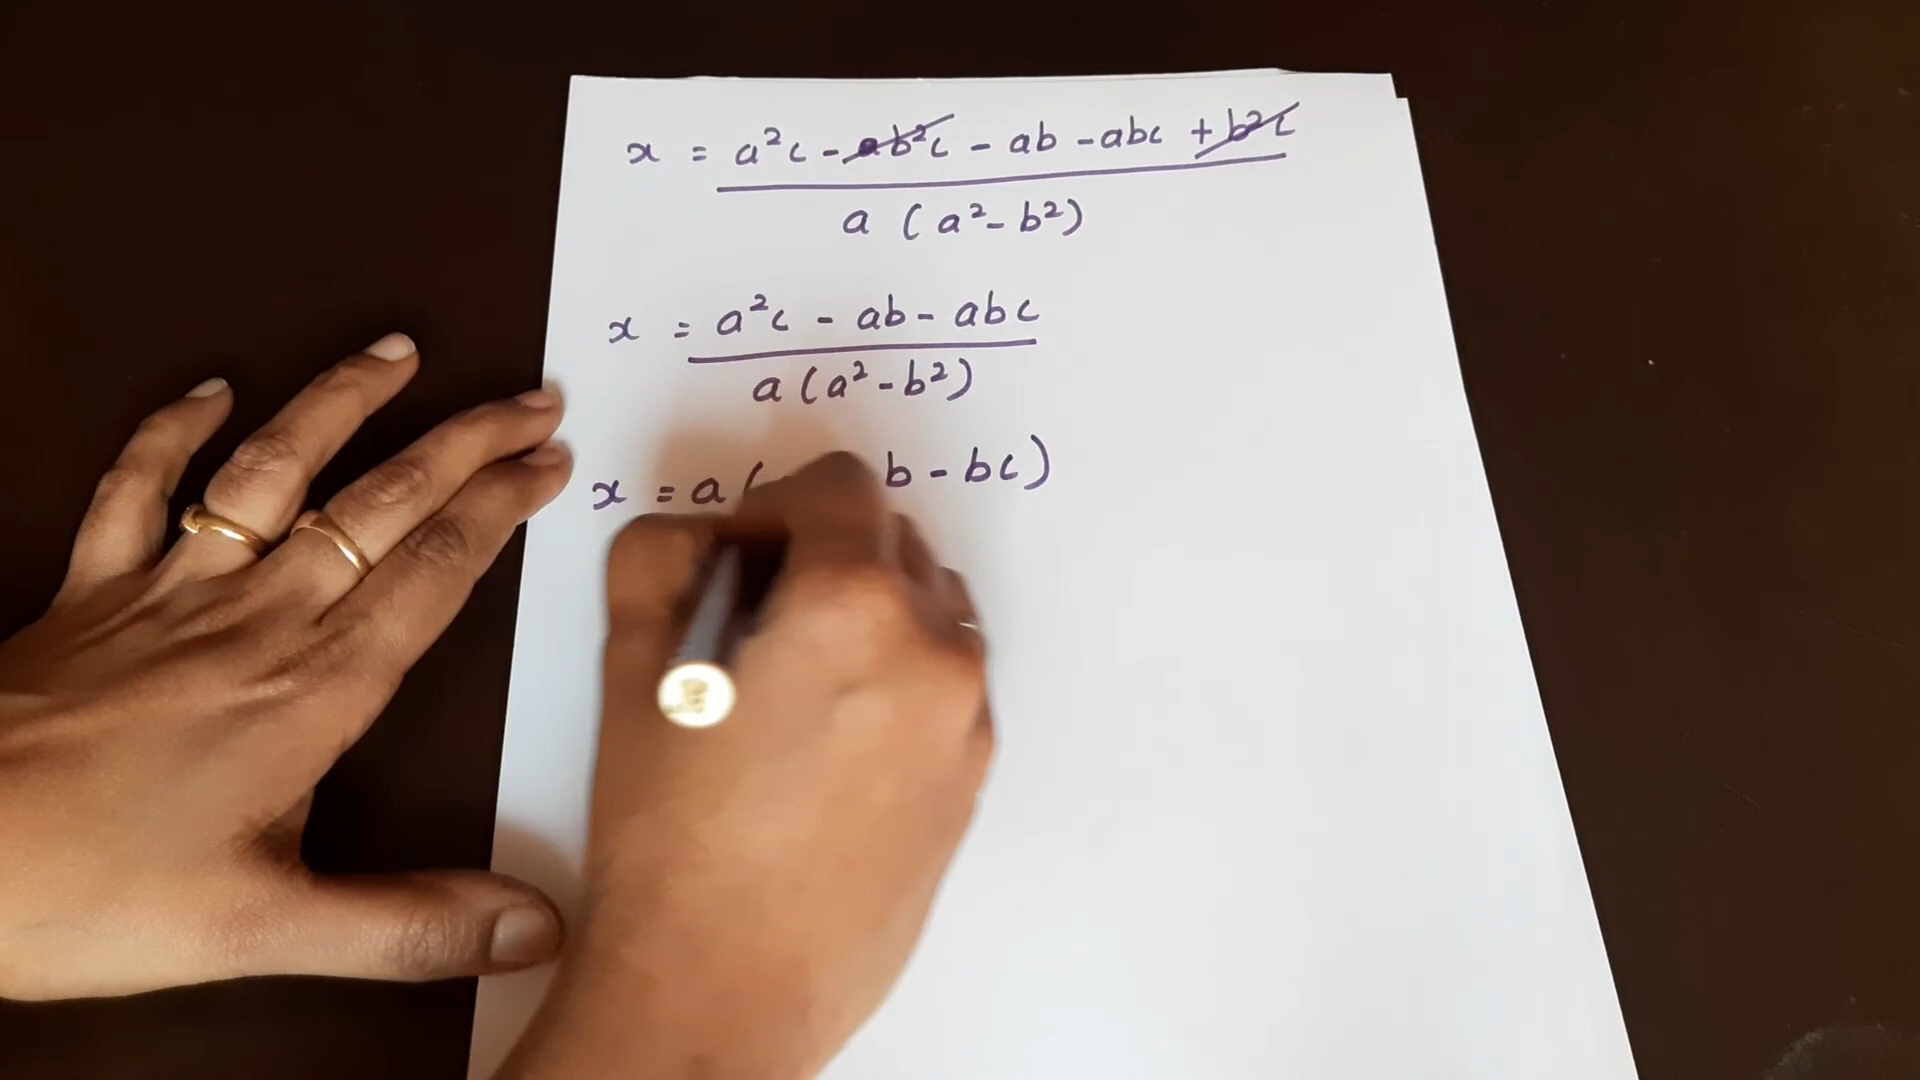 x = a²c - ab²c - ab - abc + b²c
a (a² - b²)
x = a²c - ab - abc
a (a² - b²)
x = a ( b - bc)